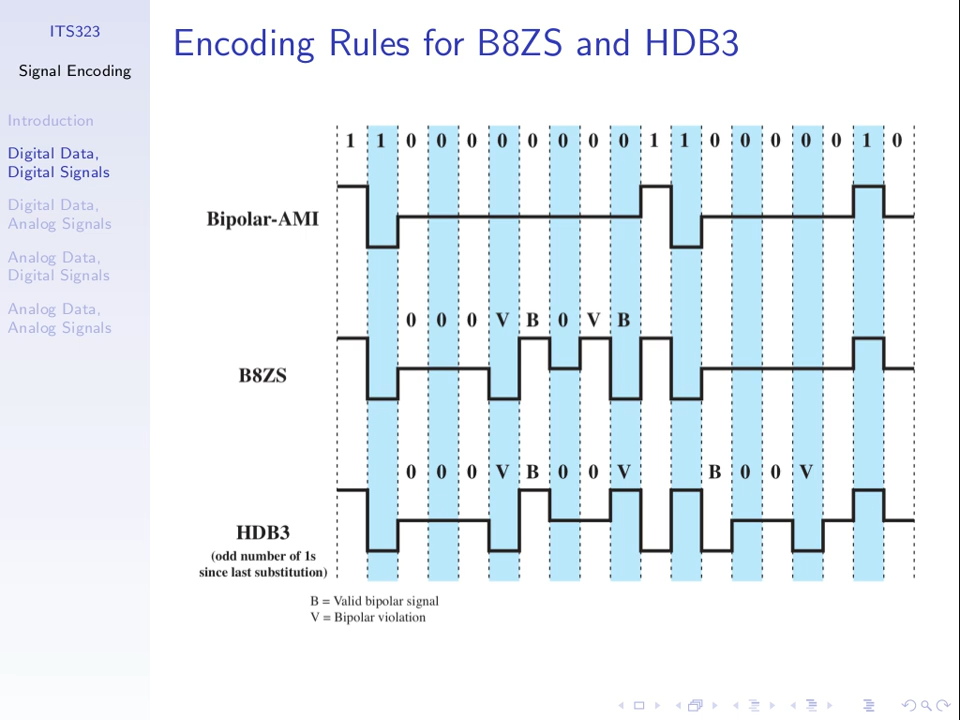 ITS323
Signal Encoding
Introduction
Digital Data,
Digital Signals
Digital Data,
Analog Signals
Analog Data,
Digital Signals
Analog Data,
Analog Signals
Encoding Rules for B8ZS and HDB3
1 1 0 0 0 0 0 0 0 0 1 1 0 0 0 0 0 1 0
Bipolar-AMI
0 0 0 V B 0 V B
B8ZS
0 0 0 V B 0 0 V B 0 0 V
HDB3
(odd number of 1s
since last substitution)
B = Valid bipolar signal
V = Bipolar violation